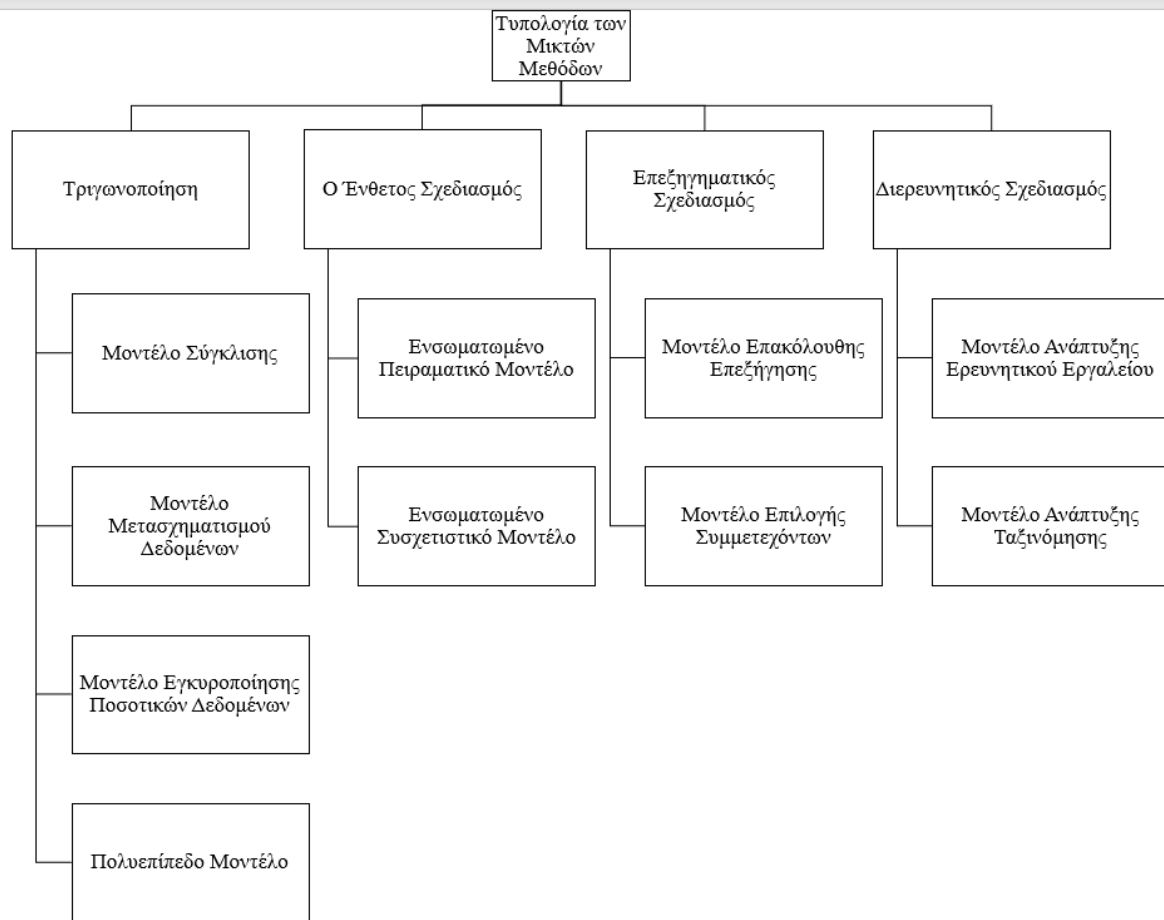 Τυπολογία των
Μικτών
Μεθόδων
Τριγωνοποίηση
Ο Ένθετος Σχεδιασμός
Επεξηγηματικός
Σχεδιασμός
Διερευνητικός Σχεδιασμός
Μοντέλο Σύγκλισης
Ενσωματωμένο
Πειραματικό Μοντέλο
Μοντέλο Επακόλουθης
Επεξήγησης
Μοντέλο Ανάπτυξης
Ερευνητικού Εργαλείου
Μοντέλο
Μετασχηματισμού
Δεδομένων
Ενσωματωμένο
Συσχετιστικό Μοντέλο
Μοντέλο Επιλογής
Συμμετεχόντων
Μοντέλο Ανάπτυξης
Ταξινόμησης
Μοντέλο Εγκυροποίησης
Ποσοτικών Δεδομένων
Πολυεπίπεδο Μοντέλο